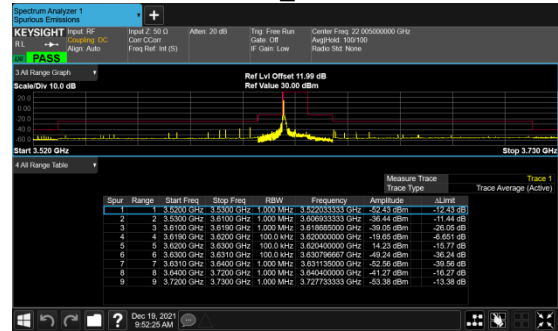 Spectrum Analyzer 1
Spurious Emissions
KEYSIGHT Input: RF Input Z: 50 Ω Atten: 20 dB Trig: Free Run Center Freq: 22.005000000 GHz
RL Coupling: DC Corr CCorr Gate: Off Avg|Hold: 100/100
Align: Auto Freq Ref: Int (S) IF Gain: Low Radio Std: None
PASS
3 All Range Graph
Scale/Div 10.0 dB
Ref Lvl Offset 11.99 dB
Ref Value 30.00 dBm
20.0
0.00
-20.0
-40.0
-60.0
Start 3.520 GHz Stop 3.730 GHz
4 All Range Table
Measure Trace Trace 1
Trace Type Trace Average (Active)
Spur Range Start Freq Stop Freq RBW Frequency Amplitude ΔLimit
1 1 3.5200 GHz 3.5300 GHz 1.000 MHz 3.522033333 GHz -52.43 dBm -12.43 dB
2 2 3.5300 GHz 3.6100 GHz 1.000 MHz 3.606933333 GHz -36.44 dBm -11.44 dB
3 3 3.6100 GHz 3.6190 GHz 1.000 MHz 3.618685000 GHz -39.05 dBm -26.05 dB
4 4 3.6190 GHz 3.6200 GHz 100.0 kHz 3.620000000 GHz -19.65 dBm -6.651 dB
5 5 3.6200 GHz 3.6300 GHz 100.0 kHz 3.620400000 GHz 14.23 dBm -15.77 dB
6 6 3.6300 GHz 3.6310 GHz 100.0 kHz 3.630796667 GHz -49.24 dBm -36.24 dB
7 7 3.6310 GHz 3.6400 GHz 1.000 MHz 3.631135000 GHz -52.56 dBm -39.56 dB
8 8 3.6400 GHz 3.7200 GHz 1.000 MHz 3.640400000 GHz -41.27 dBm -16.27 dB
9 9 3.7200 GHz 3.7300 GHz 1.000 MHz 3.727733333 GHz -53.38 dBm -13.38 dB
? Dec 19, 2021
9:52:25 AM